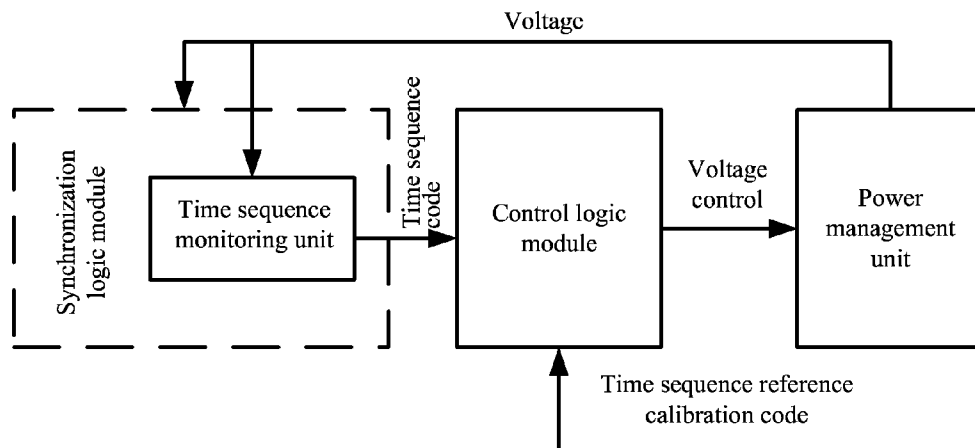 Voltage
Synchronization
logic module
Time sequence
monitoring unit
Time sequence
code
Control logic
module
Voltage
control
Power
management
unit
Time sequence reference
calibration code